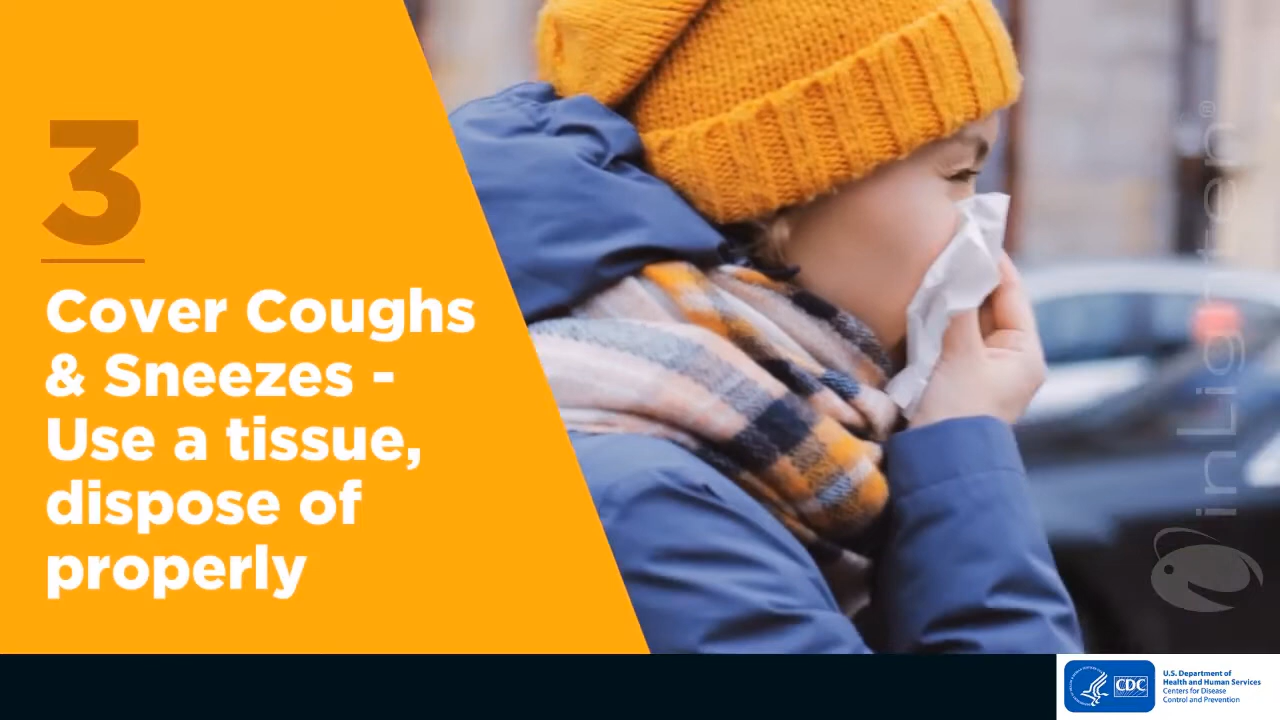 3
Cover Coughs
& Sneezes -
Use a tissue,
dispose of
properly
inLighten®
CDC
U.S. Department of
Health and Human Services
Centers for Disease
Control and Prevention